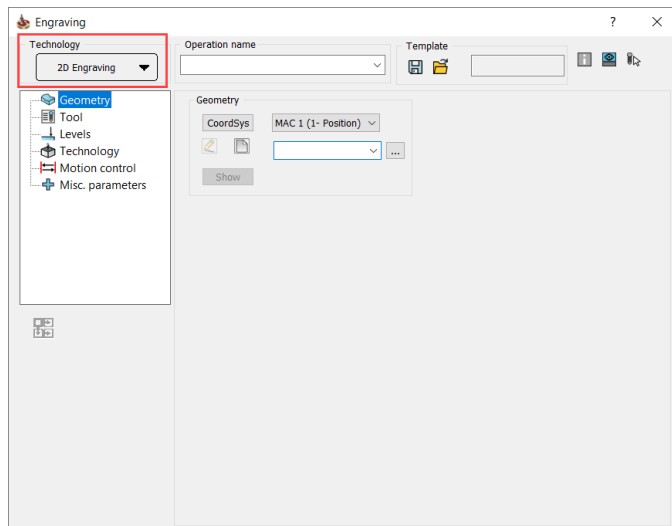 Engraving
?
Technology
Operation name
Template
2D Engraving
Geometry
Tool
Levels
Technology
Motion control
Misc. parameters
Geometry
CoordSys
MAC 1 (1- Position)
...
Show